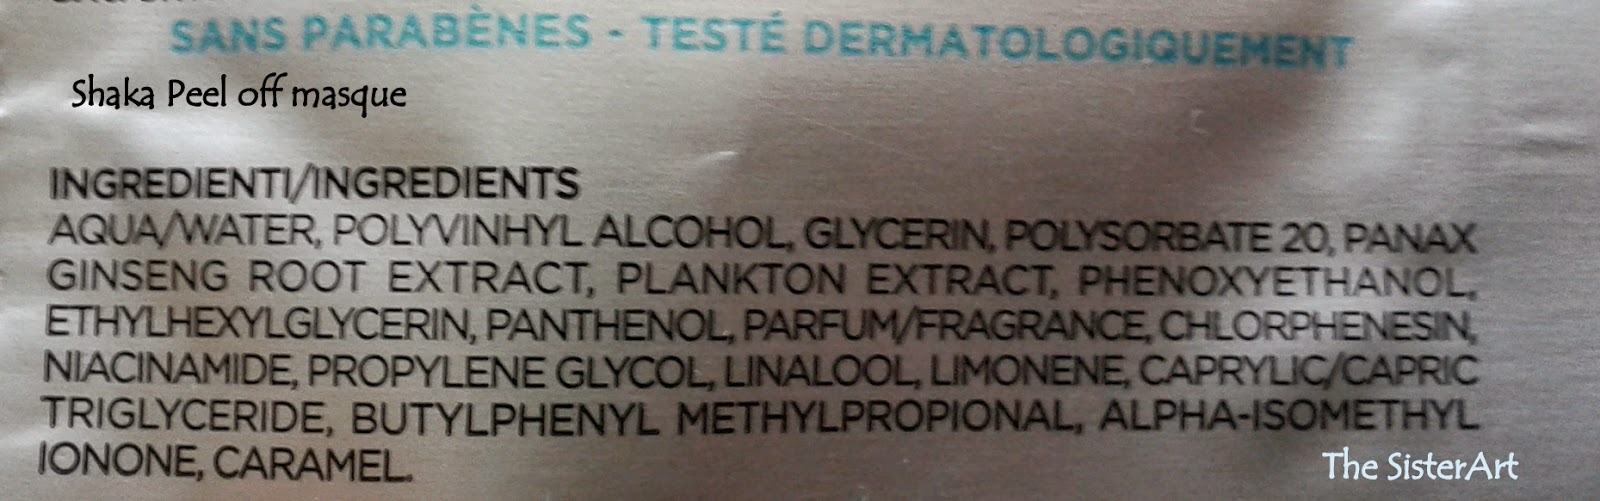 SANS PARABÈNES - TESTÉ DERMATOLOGIQUEMENT
Shaka Peel off masque
INGREDIENTI/INGREDIENTS
AQUA/WATER, POLYVINHYL ALCOHOL, GLYCERIN, POLYSORBATE 20, PANAX
GINSENG ROOT EXTRACT, PLANKTON EXTRACT, PHENOXYETHANOL,
ETHYLHEXYLGLYCERIN, PANTHENOL, PARFUM/FRAGRANCE, CHLORPHENESIN,
NIACINAMIDE, PROPYLENE GLYCOL, LINALOOL, LIMONENE, CAPRYLIC/CAPRIC
TRIGLYCERIDE, BUTYLPHENYL METHYLPROPIONAL, ALPHA-ISOMETHYL
IONONE, CARAMEL.
The SisterArt